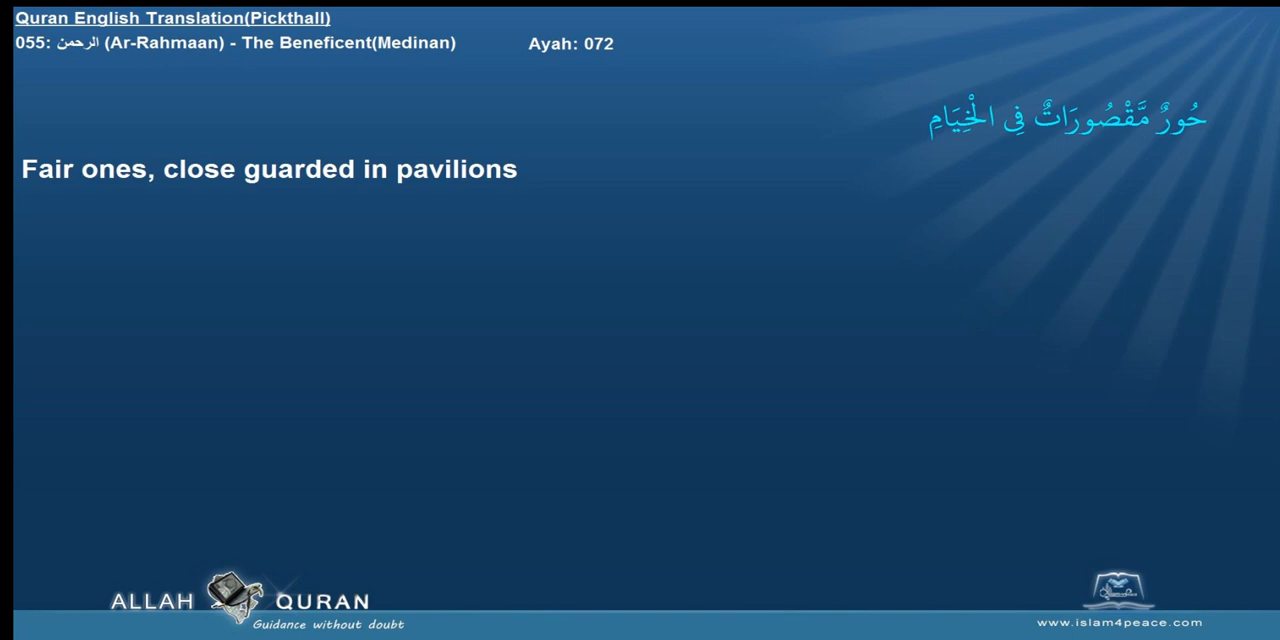 Quran English Translation(Pickthall)
055: الرحمن (Ar-Rahmaan) - The Beneficent(Medinan) Ayah: 072
حُورٌ مَّقْصُورَاتٌ فِي الْخِيَامِ
Fair ones, close guarded in pavilions
ALLAH QURAN
Guidance without doubt
www.islam4peace.com